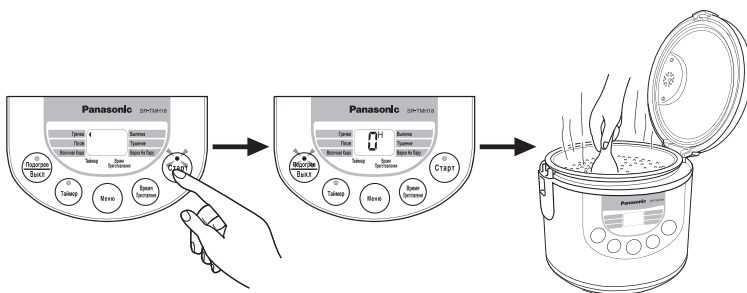 Panasonic SR-TMH18
Гречка Выпечка
Плов Тушение
Молочная Каша Варка На Пару
Таймер Время Приготовления
Подогрев
Выкл
Старт
Таймер
Меню
Время
Приготовления
Panasonic SR-TMH18
0H
Гречка Выпечка
Плов Тушение
Молочная Каша Варка На Пару
Таймер Время Приготовления
Подогрев
Выкл
Старт
Таймер
Меню
Время
Приготовления
Panasonic